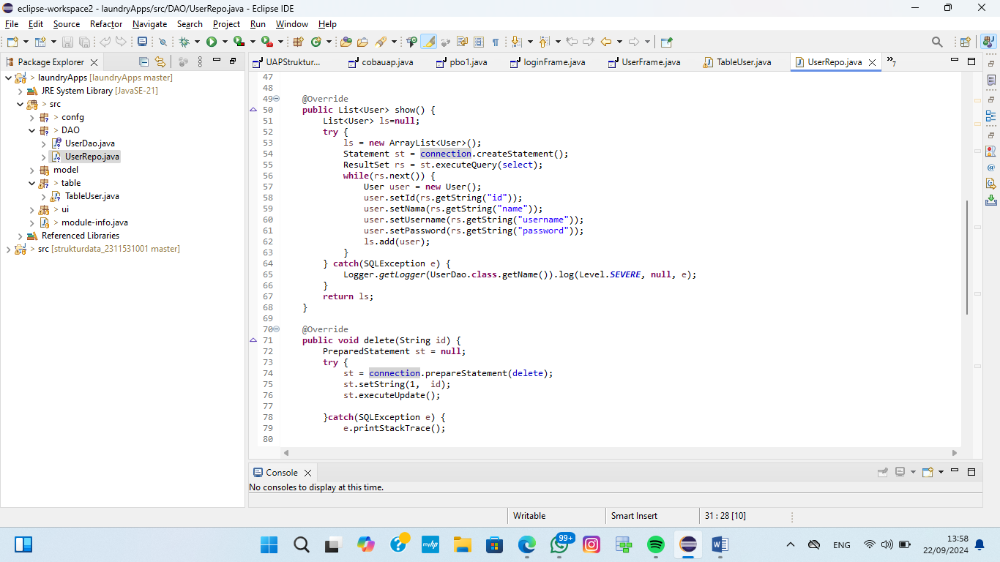 eclipse-workspace2 - laundryApps/src/DAO/UserRepo.java - Eclipse IDE
File Edit Source Refactor Navigate Search Project Run Window Help
Package Explorer
> laundryApps [laundryApps master]
JRE System Library [JavaSE-21]
> src
> confg
> DAO
UserDao.java
UserRepo.java
model
> table
TableUser.java
> ui
> module-info.java
Referenced Libraries
> src [strukturdata_2311531001 master]
UAPStruktur...
cobauap.java
pbo1.java
loginFrame.java
UserFrame.java
TableUser.java
UserRepo.java
»7
47
48
49 @Override
50 public List<User> show() {
51 List<User> ls=null;
52 try {
53 ls = new ArrayList<User>();
54 Statement st = connection.createStatement();
55 ResultSet rs = st.executeQuery(select);
56 while(rs.next()) {
57 User user = new User();
58 user.setId(rs.getString("id"));
59 user.setNama(rs.getString("name"));
60 user.setUsername(rs.getString("username"));
61 user.setPassword(rs.getString("password"));
62 ls.add(user);
63 }
64 } catch(SQLException e) {
65 Logger.getLogger(UserDao.class.getName()).log(Level.SEVERE, null, e);
66 }
67 return ls;
68 }
69
70 @Override
71 public void delete(String id) {
72 PreparedStatement st = null;
73 try {
74 st = connection.prepareStatement(delete);
75 st.setString(1,  id);
76 st.executeUpdate();
77
78 }catch(SQLException e) {
79 e.printStackTrace();
80
Console
No consoles to display at this time.
Writable
Smart Insert
31 : 28 [10]
myhp
99+
ENG
13:58
22/09/2024